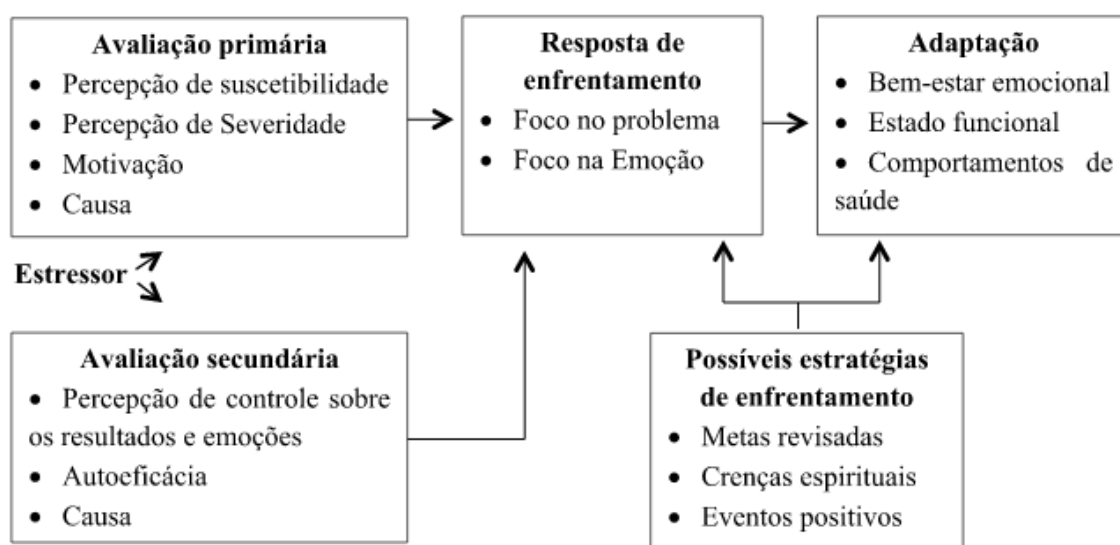 Avaliação primária
• Percepção de suscetibilidade
• Percepção de Severidade
• Motivação
• Causa
Resposta de
enfrentamento
• Foco no problema
• Foco na Emoção
Adaptação
• Bem-estar emocional
• Estado funcional
• Comportamentos de
saúde
Estressor
Avaliação secundária
• Percepção de controle sobre
os resultados e emoções
• Autoeficácia
• Causa
Possíveis estratégias
de enfrentamento
• Metas revisadas
• Crenças espirituais
• Eventos positivos